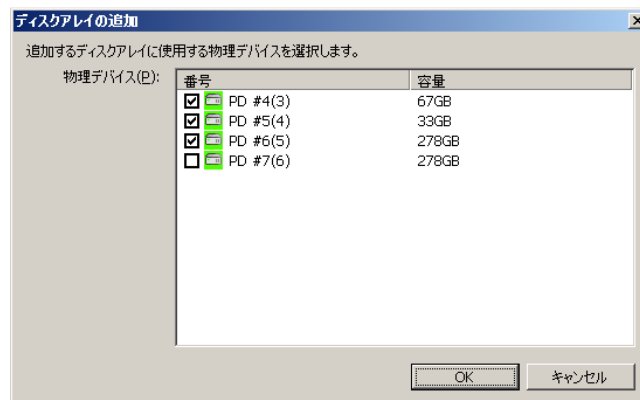 ディスクアレイの追加
追加するディスクアレイに使用する物理デバイスを選択します。
物理デバイス(P):
番号 容量
PD #4(3) 67GB
PD #5(4) 33GB
PD #6(5) 278GB
PD #7(6) 278GB
OK キャンセル